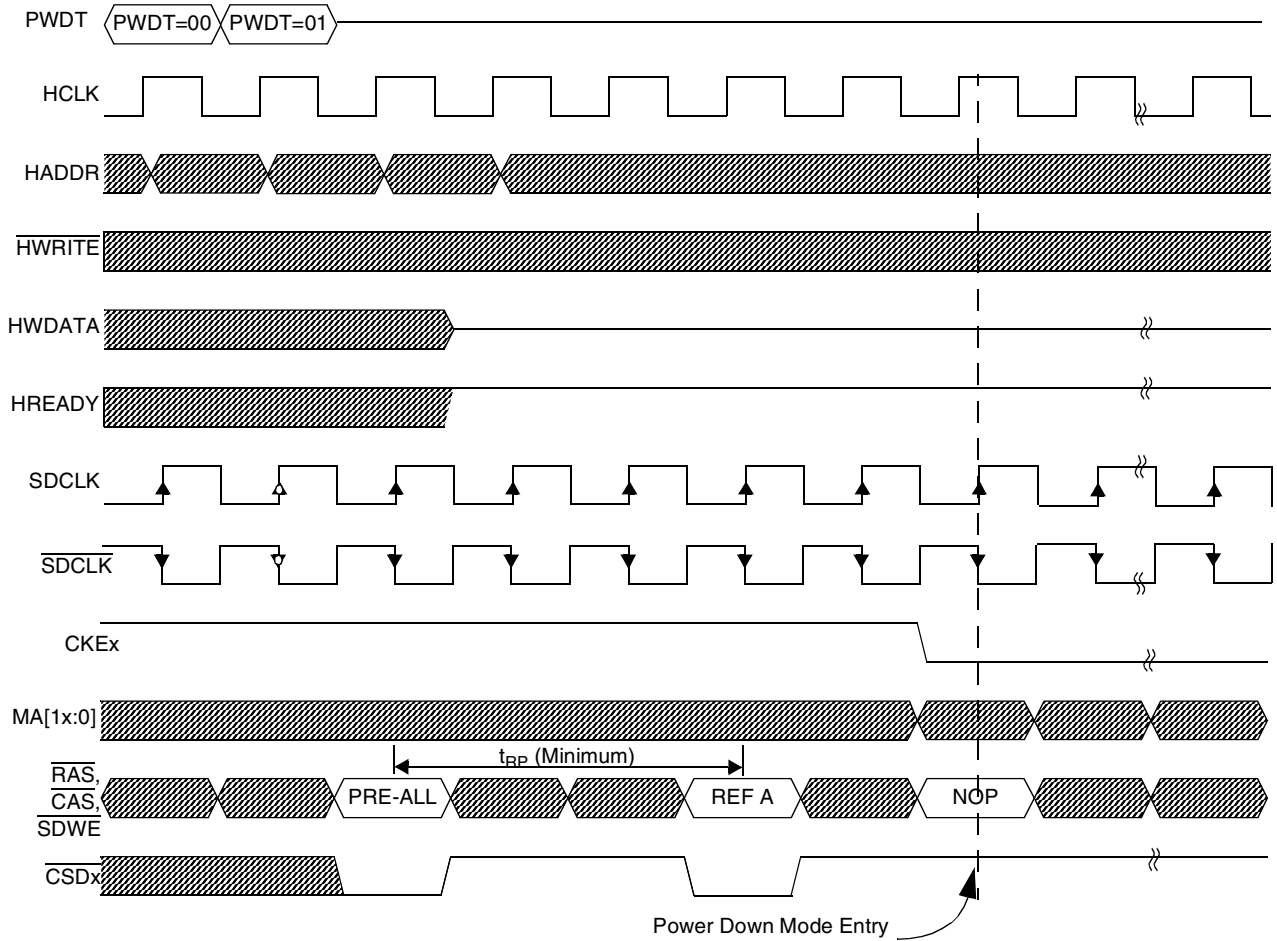 PWDT
PWDT=00 PWDT=01
HCLK
HADDR
HWRITE
HWDATA
HREADY
SDCLK
SDCLK
CKEx
MA[1x:0]
tRP (Minimum)
RAS,
CAS,
SDWE
PRE-ALL REF A NOP
CSDx
Power Down Mode Entry